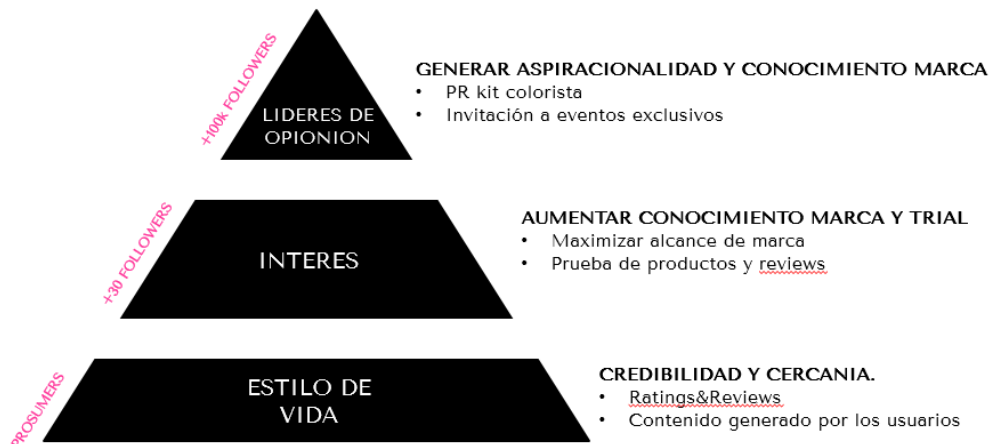 +100k FOLLOWERS
LIDERES DE
OPIONION
GENERAR ASPIRACIONALIDAD Y CONOCIMIENTO MARCA
• PR kit colorista
• Invitación a eventos exclusivos
+30 FOLLOWERS
INTERES
AUMENTAR CONOCIMIENTO MARCA Y TRIAL
• Maximizar alcance de marca
• Prueba de productos y reviews
PROSUMERS
ESTILO DE
VIDA
CREDIBILIDAD Y CERCANIA.
• Ratings&Reviews
• Contenido generado por los usuarios